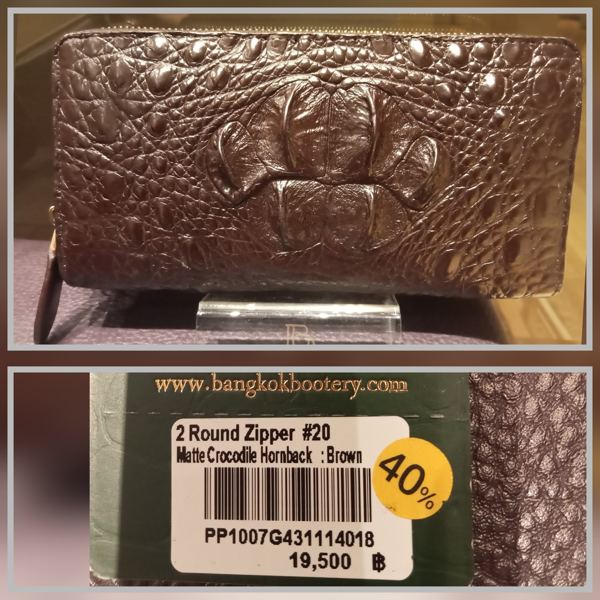 www.bangkokbootery.com
2 Round Zipper #20
Matte Crocodile Hornback : Brown
40%
PP1007G431114018
19,500 ฿